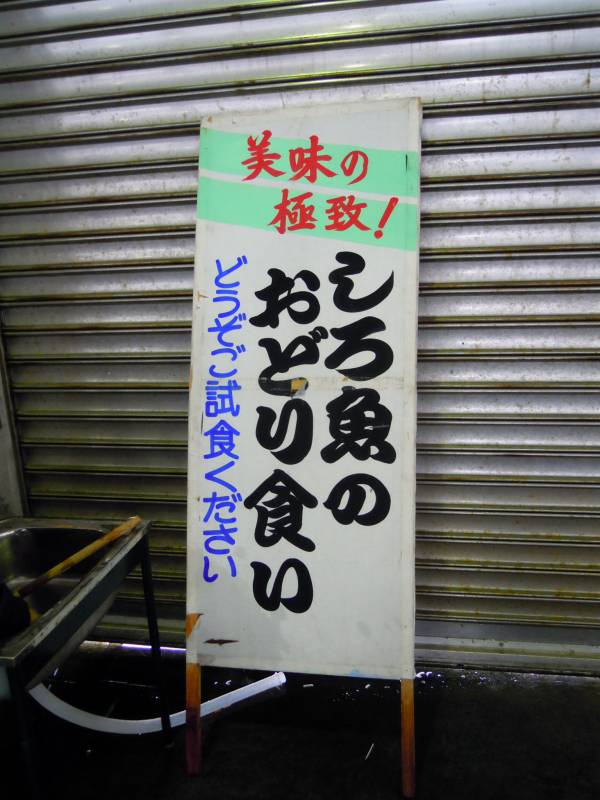 美味の
極致!
しろ魚の
おどり食い
どうぞご試食ください